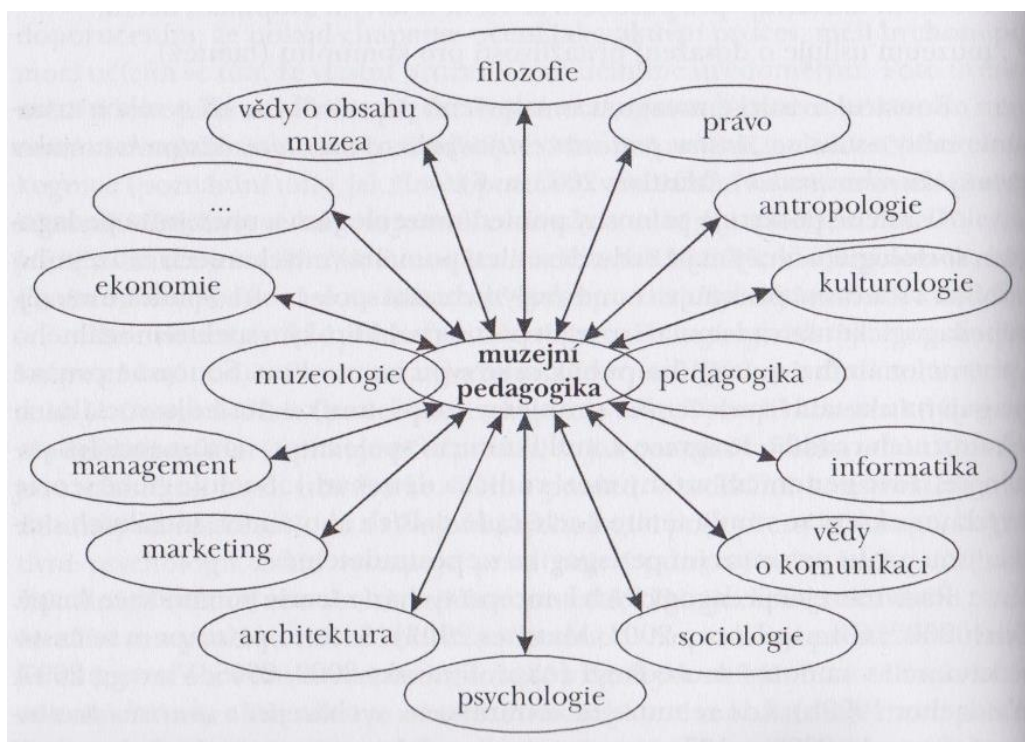 filozofie
vědy o obsahu
muzea
právo
.....
antropologie
ekonomie
kulturologie
muzeologie
muzejní
pedagogika
pedagogika
management
informatika
marketing
vědy
o komunikaci
architektura
sociológie
psychologie